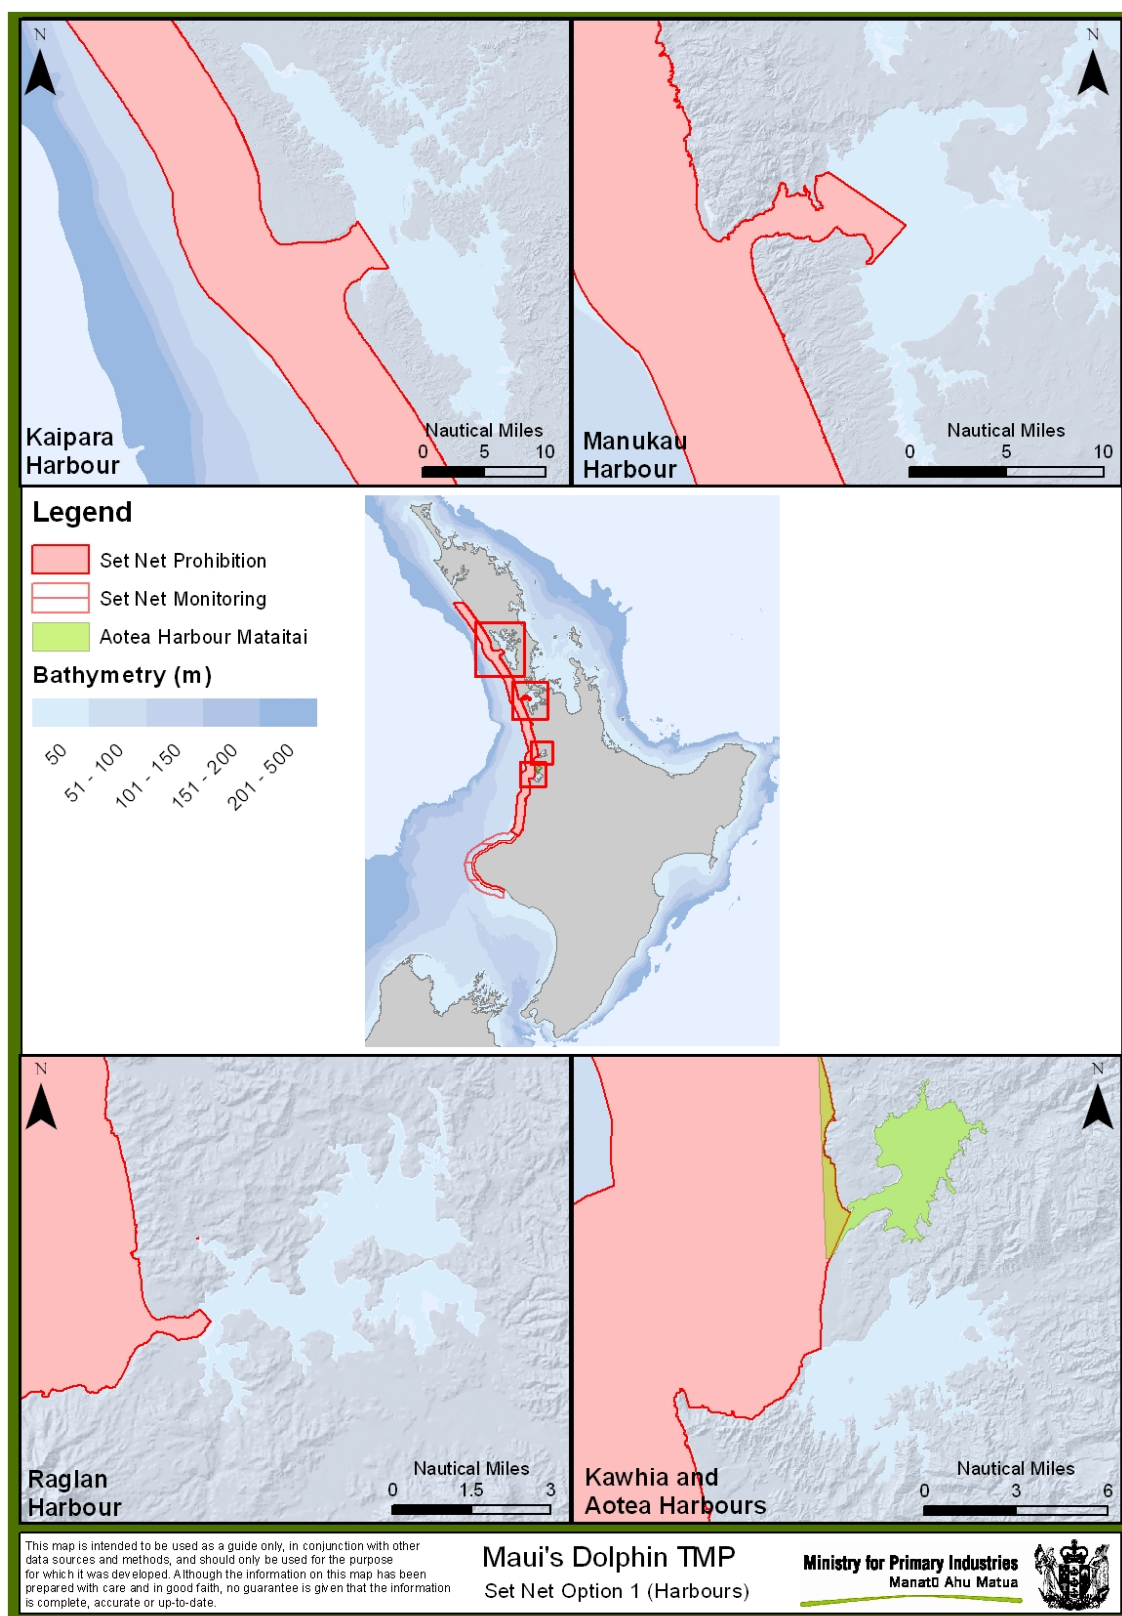 N
N
Kaipara
Harbour
Nautical Miles
0 5 10
Manukau
Harbour
Nautical Miles
0 5 10
Legend
Set Net Prohibition
Set Net Monitoring
Aotea Harbour Mataitai
Bathymetry (m)
50
51 - 100
101 - 150
151 - 200
201 - 500
N
N
Raglan
Harbour
Nautical Miles
0 1.5 3
Kawhia and
Aotea Harbours
Nautical Miles
0 3 6
This map is intended to be used as a guide only, in conjunction with other
data sources and methods, and should only be used for the purpose
for which it was developed. Although the information on this map has been
prepared with care and in good faith, no guarantee is given that the information
is complete, accurate or up-to-date.
Maui's Dolphin TMP
Set Net Option 1 (Harbours)
Ministry for Primary Industries
Manatū Ahu Matua